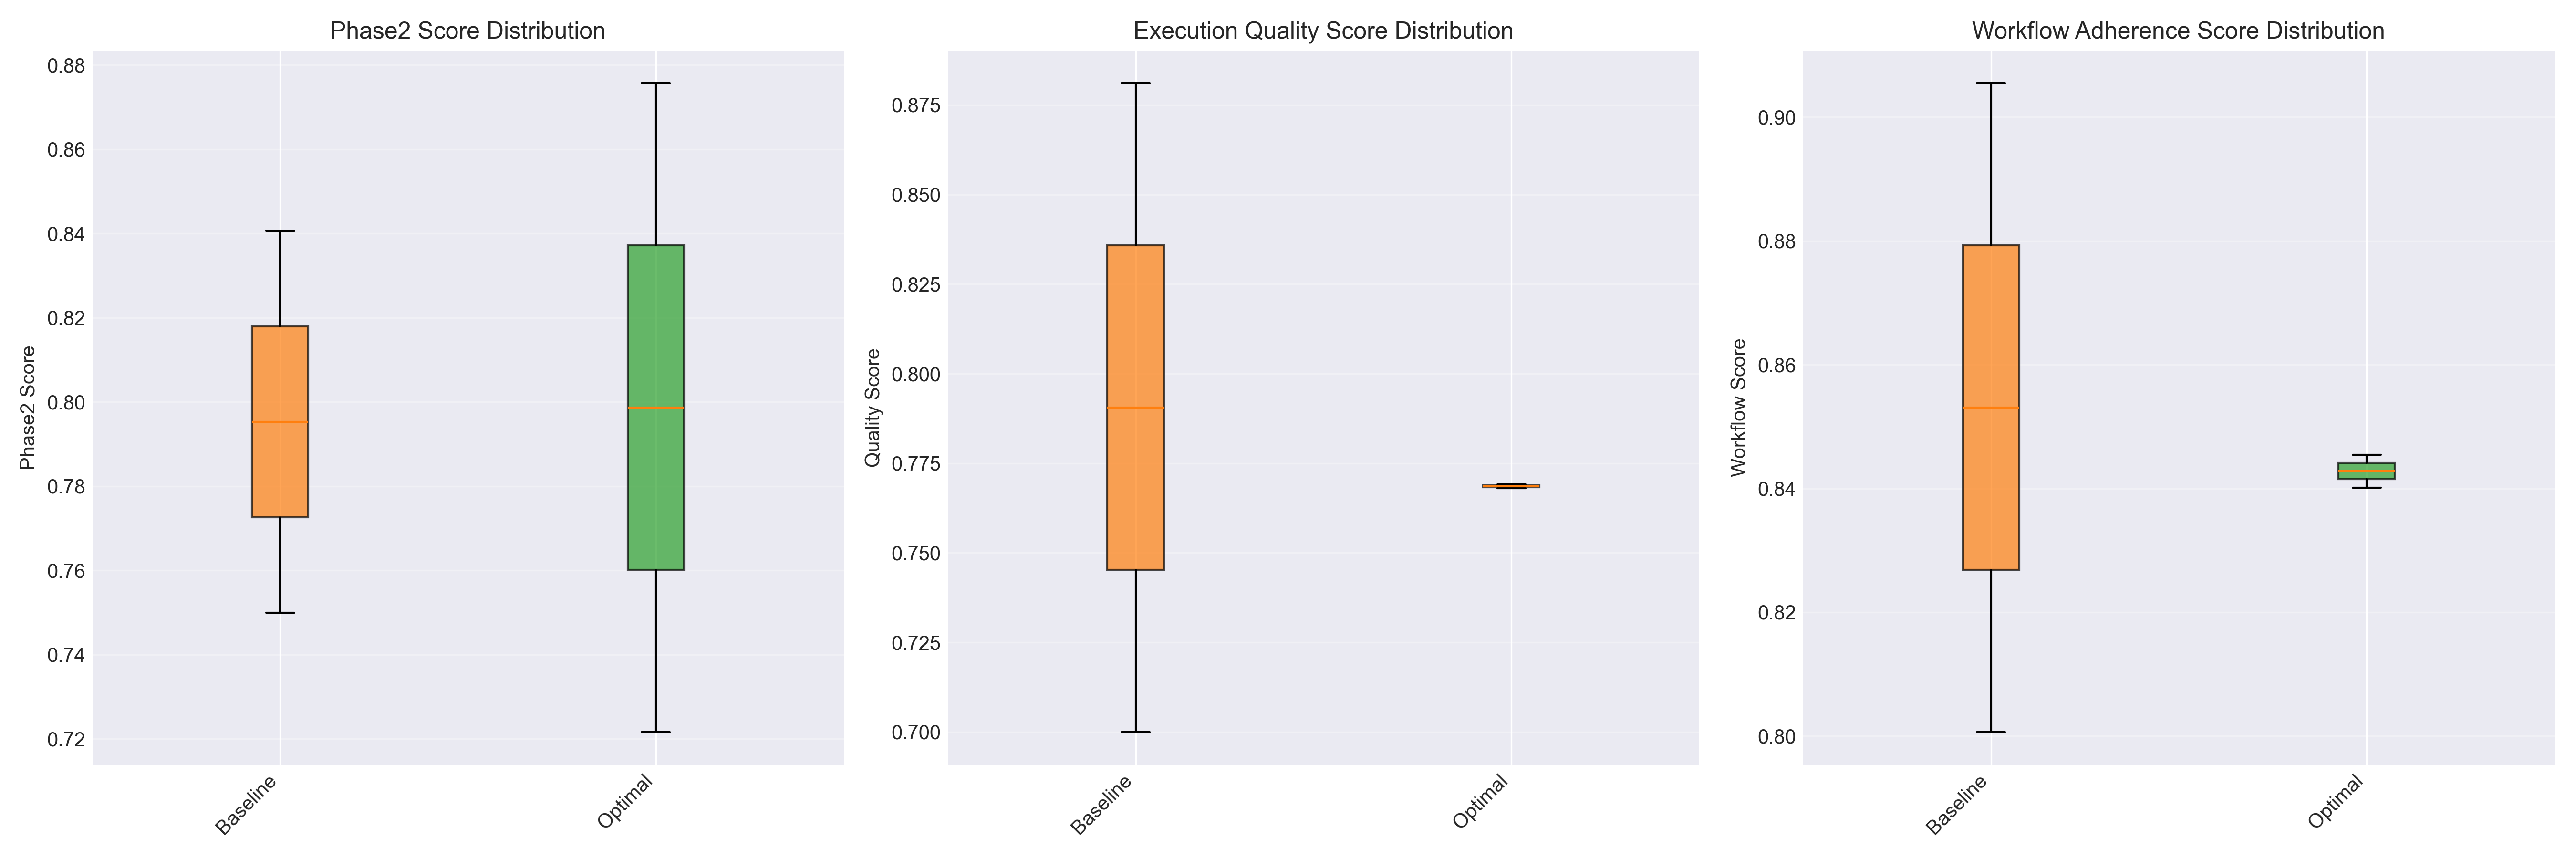 Phase2 Score Distribution
Phase2 Score
0.88
0.86
0.84
0.82
0.80
0.78
0.76
0.74
0.72
Baseline
Optimal
Execution Quality Score Distribution
Quality Score
0.875
0.850
0.825
0.800
0.775
0.750
0.725
0.700
Baseline
Optimal
Workflow Adherence Score Distribution
Workflow Score
0.90
0.88
0.86
0.84
0.82
0.80
Baseline
Optimal